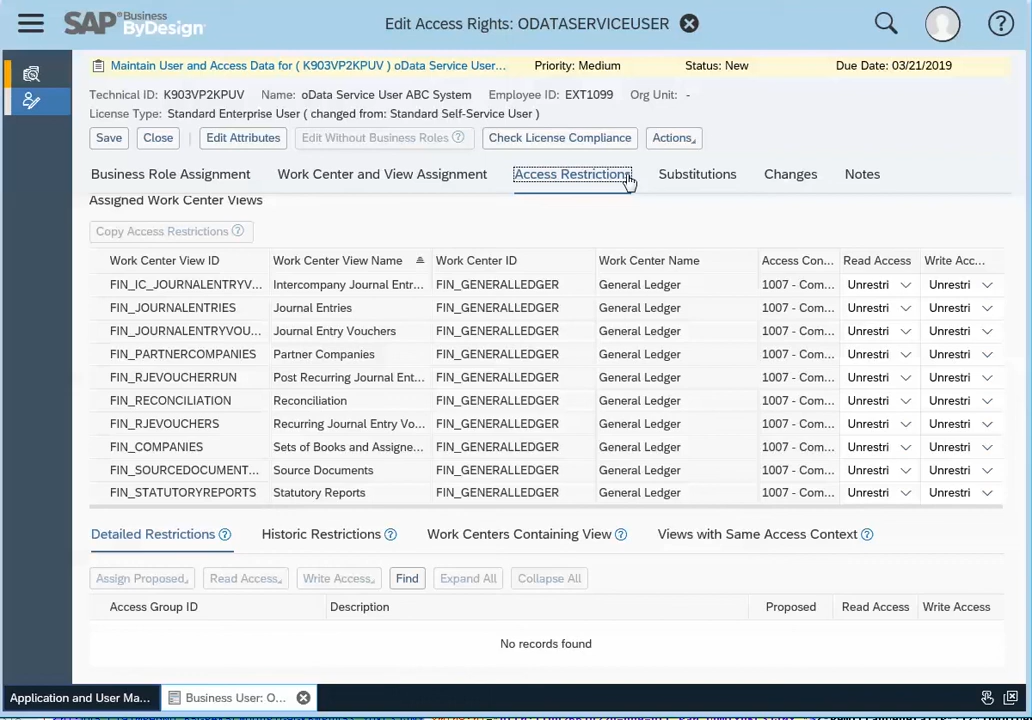 SAP Business ByDesign
Edit Access Rights: ODATASERVICEUSER
Maintain User and Access Data for ( K903VP2KPUV ) oData Service User... Priority: Medium Status: New Due Date: 03/21/2019
Technical ID: K903VP2KPUV Name: oData Service User ABC System Employee ID: EXT1099 Org Unit: -
License Type: Standard Enterprise User ( changed from: Standard Self-Service User )
Save Close Edit Attributes Edit Without Business Roles ? Check License Compliance Actions
Business Role Assignment Work Center and View Assignment Access Restrictions Substitutions Changes Notes
Assigned Work Center Views
Copy Access Restrictions ?
Work Center View ID Work Center View Name Work Center ID Work Center Name Access Con... Read Access Write Acc...
FIN_IC_JOURNALENTRYV... Intercompany Journal Entr... FIN_GENERALLEDGER General Ledger 1007 - Com... Unrestri Unrestri
FIN_JOURNALENTRIES Journal Entries FIN_GENERALLEDGER General Ledger 1007 - Com... Unrestri Unrestri
FIN_JOURNALENTRYVOU... Journal Entry Vouchers FIN_GENERALLEDGER General Ledger 1007 - Com... Unrestri Unrestri
FIN_PARTNERCOMPANIES Partner Companies FIN_GENERALLEDGER General Ledger 1007 - Com... Unrestri Unrestri
FIN_RJEVOUCHERRUN Post Recurring Journal Ent... FIN_GENERALLEDGER General Ledger 1007 - Com... Unrestri Unrestri
FIN_RECONCILIATION Reconciliation FIN_GENERALLEDGER General Ledger 1007 - Com... Unrestri Unrestri
FIN_RJEVOUCHERS Recurring Journal Entry Vo... FIN_GENERALLEDGER General Ledger 1007 - Com... Unrestri Unrestri
FIN_COMPANIES Sets of Books and Assigne... FIN_GENERALLEDGER General Ledger 1007 - Com... Unrestri Unrestri
FIN_SOURCEDOCUMENT... Source Documents FIN_GENERALLEDGER General Ledger 1007 - Com... Unrestri Unrestri
FIN_STATUTORYREPORTS Statutory Reports FIN_GENERALLEDGER General Ledger 1007 - Com... Unrestri Unrestri
Detailed Restrictions ? Historic Restrictions ? Work Centers Containing View ? Views with Same Access Context ?
Assign Proposed Read Access Write Access Find Expand All Collapse All
Access Group ID Description Proposed Read Access Write Access
No records found
Application and User Ma... Business User: O...